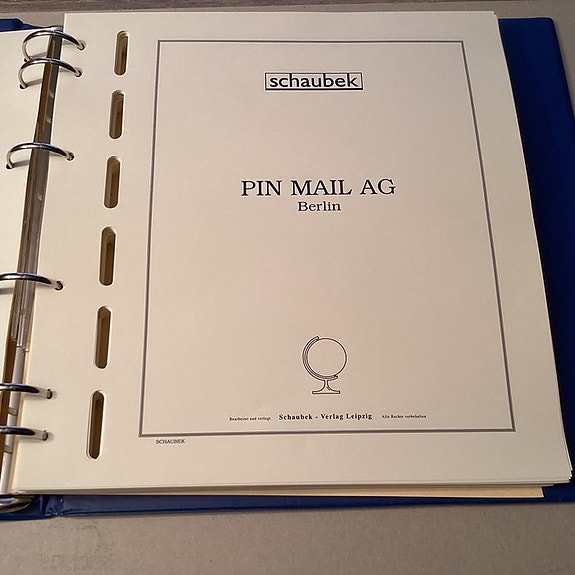 schaubek
PIN MAIL AG
Berlin
Bearbeitet und verlegt Schaubek - Verlag Leipzig Alle Rechte vorbehalten
SCHAUBEK